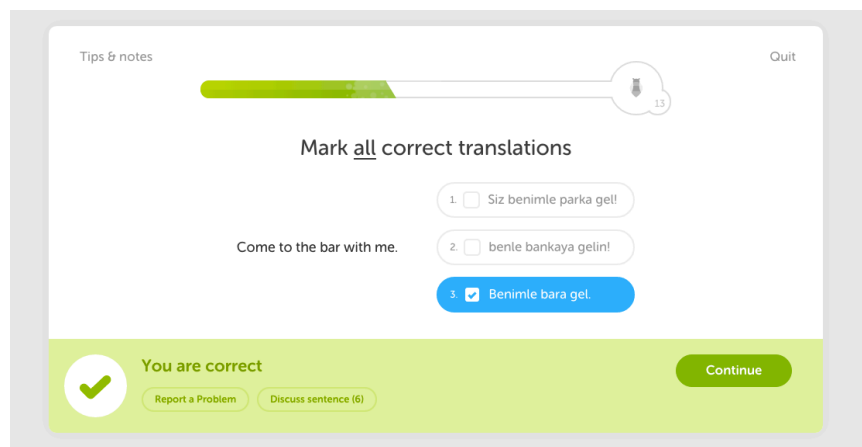 Tips & notes
Quit
13
Mark all correct translations
Come to the bar with me.
1. Siz benimle parka gel!
2. benle bankaya gelin!
3. Benimle bara gel.
You are correct
Report a Problem
Discuss sentence (6)
Continue